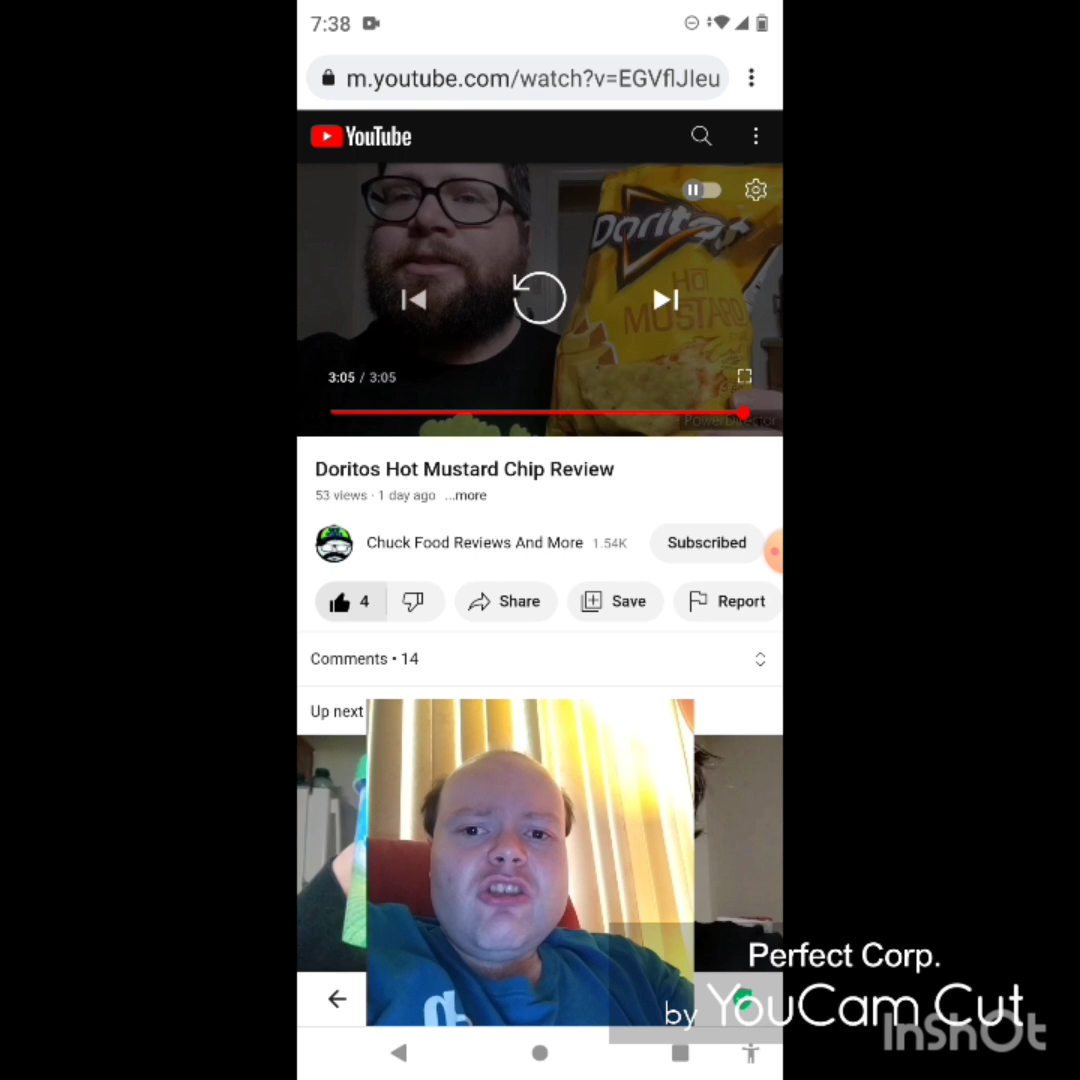 7:38
m.youtube.com/watch?v=EGVflJIeu
YouTube
Doritos
HOT
MUSTARD
3:05 / 3:05
PowerDirector
Doritos Hot Mustard Chip Review
53 views · 1 day ago ...more
Chuck Food Reviews And More 1.54K Subscribed
4 Share Save Report
Comments • 14
Up next
Perfect Corp.
by YouCam Cut
InShOt